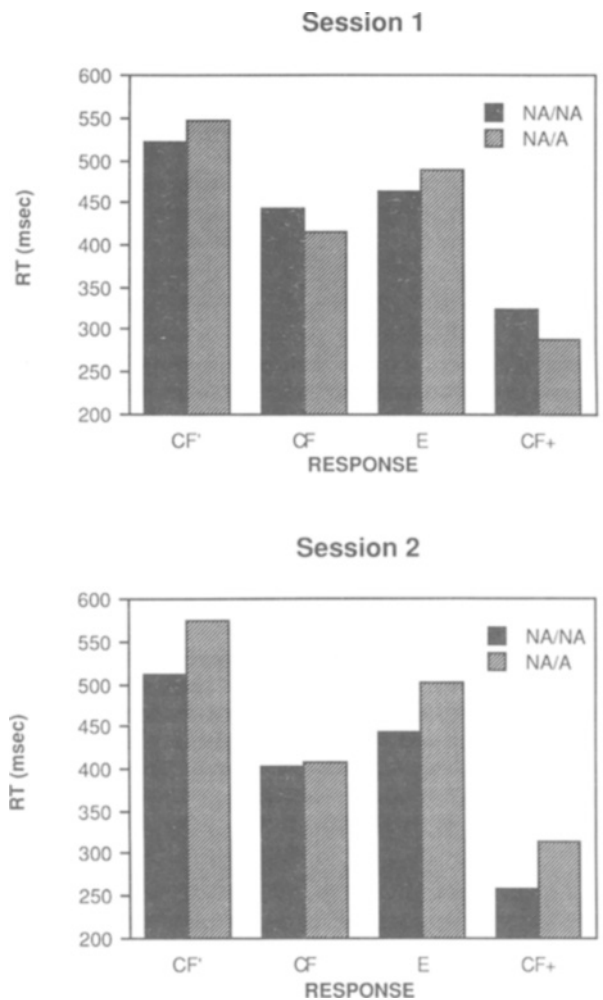 Session 1
600
550
500
450
400
350
300
250
200
RT (msec)
NA/NA
NA/A
CF' CF E CF+
RESPONSE
Session 2
600
550
500
450
400
350
300
250
200
RT (msec)
NA/NA
NA/A
CF' CF E CF+
RESPONSE